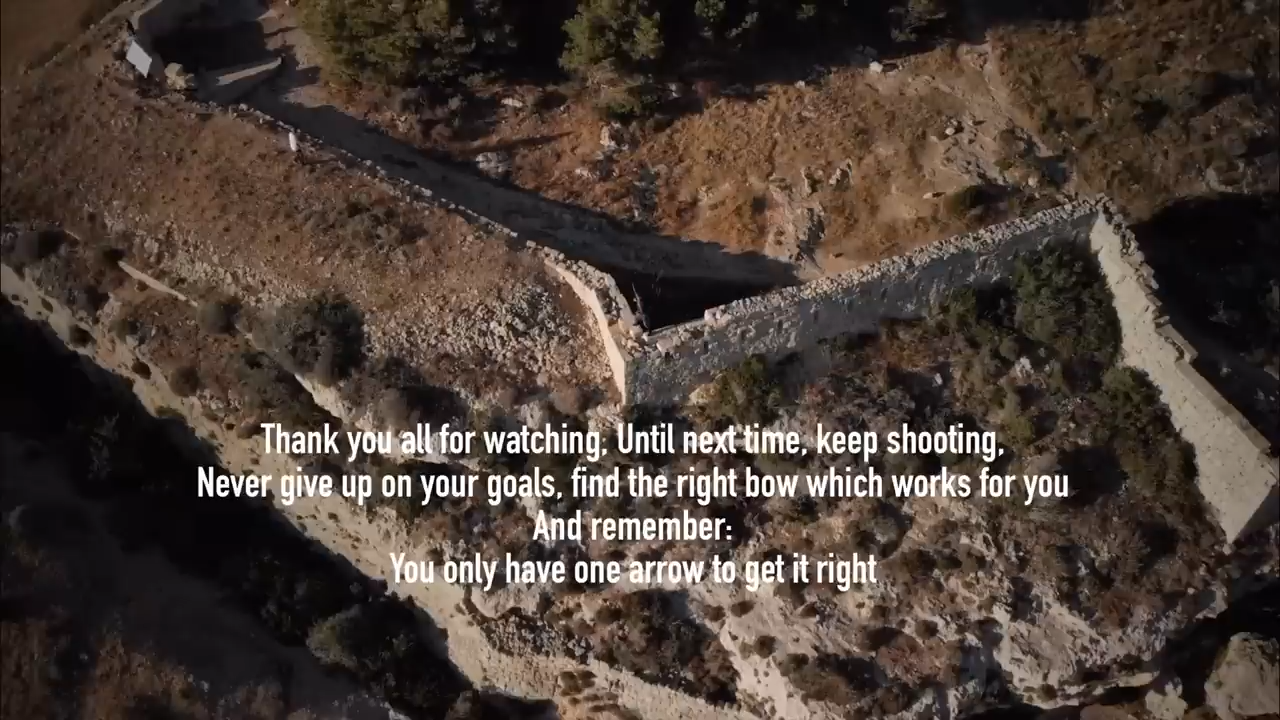 Thank you all for watching, Until next time, keep shooting,
Never give up on your goals, find the right bow which works for you
And remember:
You only have one arrow to get it right